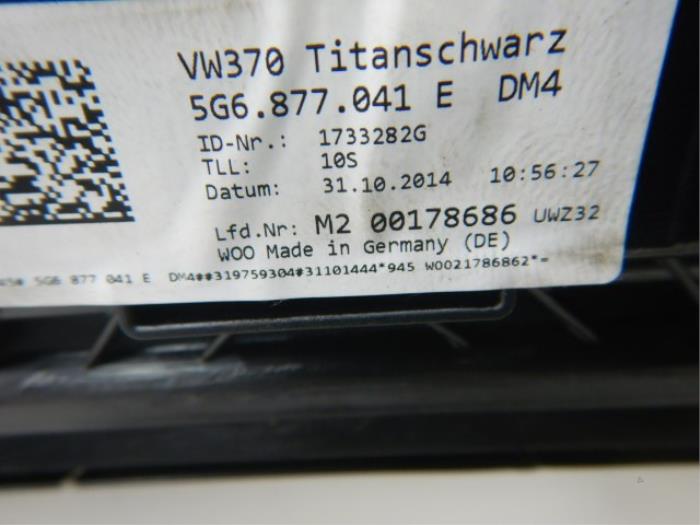 VW370 Titanschwarz
5G6.877.041 E DM4
ID-Nr.: 1733282G
TLL: 10S
Datum: 31.10.2014 10:56:27
Lfd.Nr: M2 00178686 UWZ32
WOO Made in Germany (DE)
5G6 877 041 E DM4##319759304#31101444*945 W0021786862*=